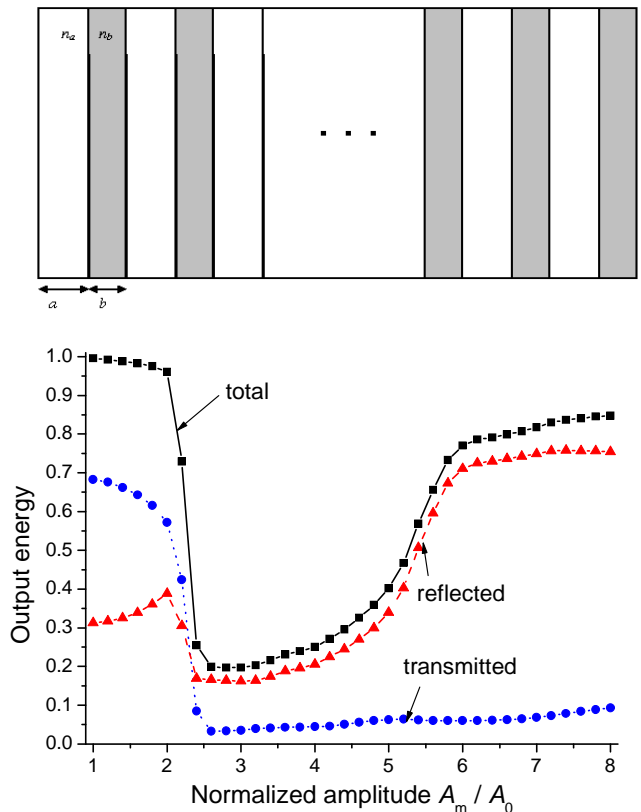 n_a n_b
. . .
a b
1.0
0.9
0.8
0.7
0.6
0.5
0.4
0.3
0.2
0.1
0.0
Output energy
total
reflected
transmitted
1 2 3 4 5 6 7 8
Normalized amplitude A_m / A_0